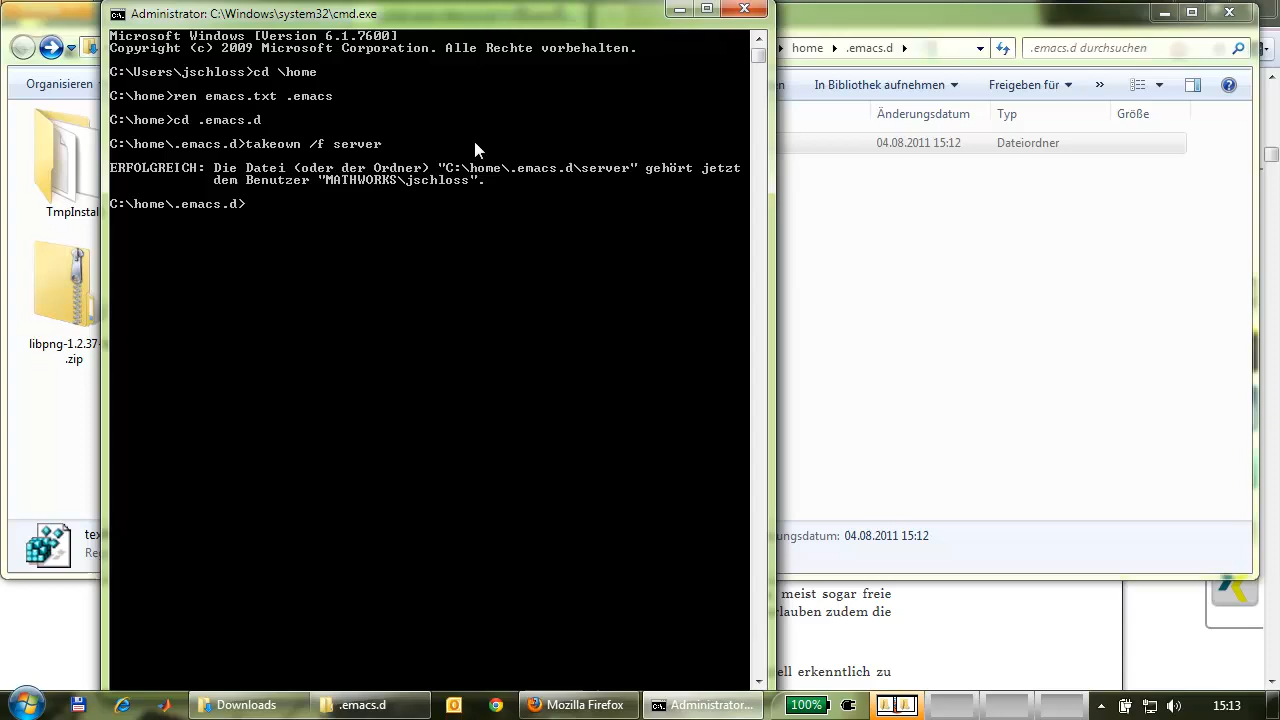 Administrator: C:\Windows\system32\cmd.exe
Microsoft Windows [Version 6.1.7600]
Copyright (c) 2009 Microsoft Corporation. Alle Rechte vorbehalten.
C:\Users\jschloss>cd \home
C:\home>ren emacs.txt .emacs
C:\home>cd .emacs.d
C:\home\.emacs.d>takeown /f server
ERFOLGREICH: Die Datei (oder der Ordner) "C:\home\.emacs.d\server" gehört jetzt
dem Benutzer "MATHWORKS\jschloss".
C:\home\.emacs.d>
home .emacs.d
.emacs.d durchsuchen
Organisieren
In Bibliothek aufnehmen Freigeben für »
Änderungsdatum Typ Größe
04.08.2011 15:12 Dateiordner
TmpInstal
libpng-1.2.37-
.zip
tex
Re
ungsdatum: 04.08.2011 15:12
meist sogar freie
rlauben zudem die
ell erkenntlich zu
Downloads .emacs.d Mozilla Firefox Administrator... 100% 15:13